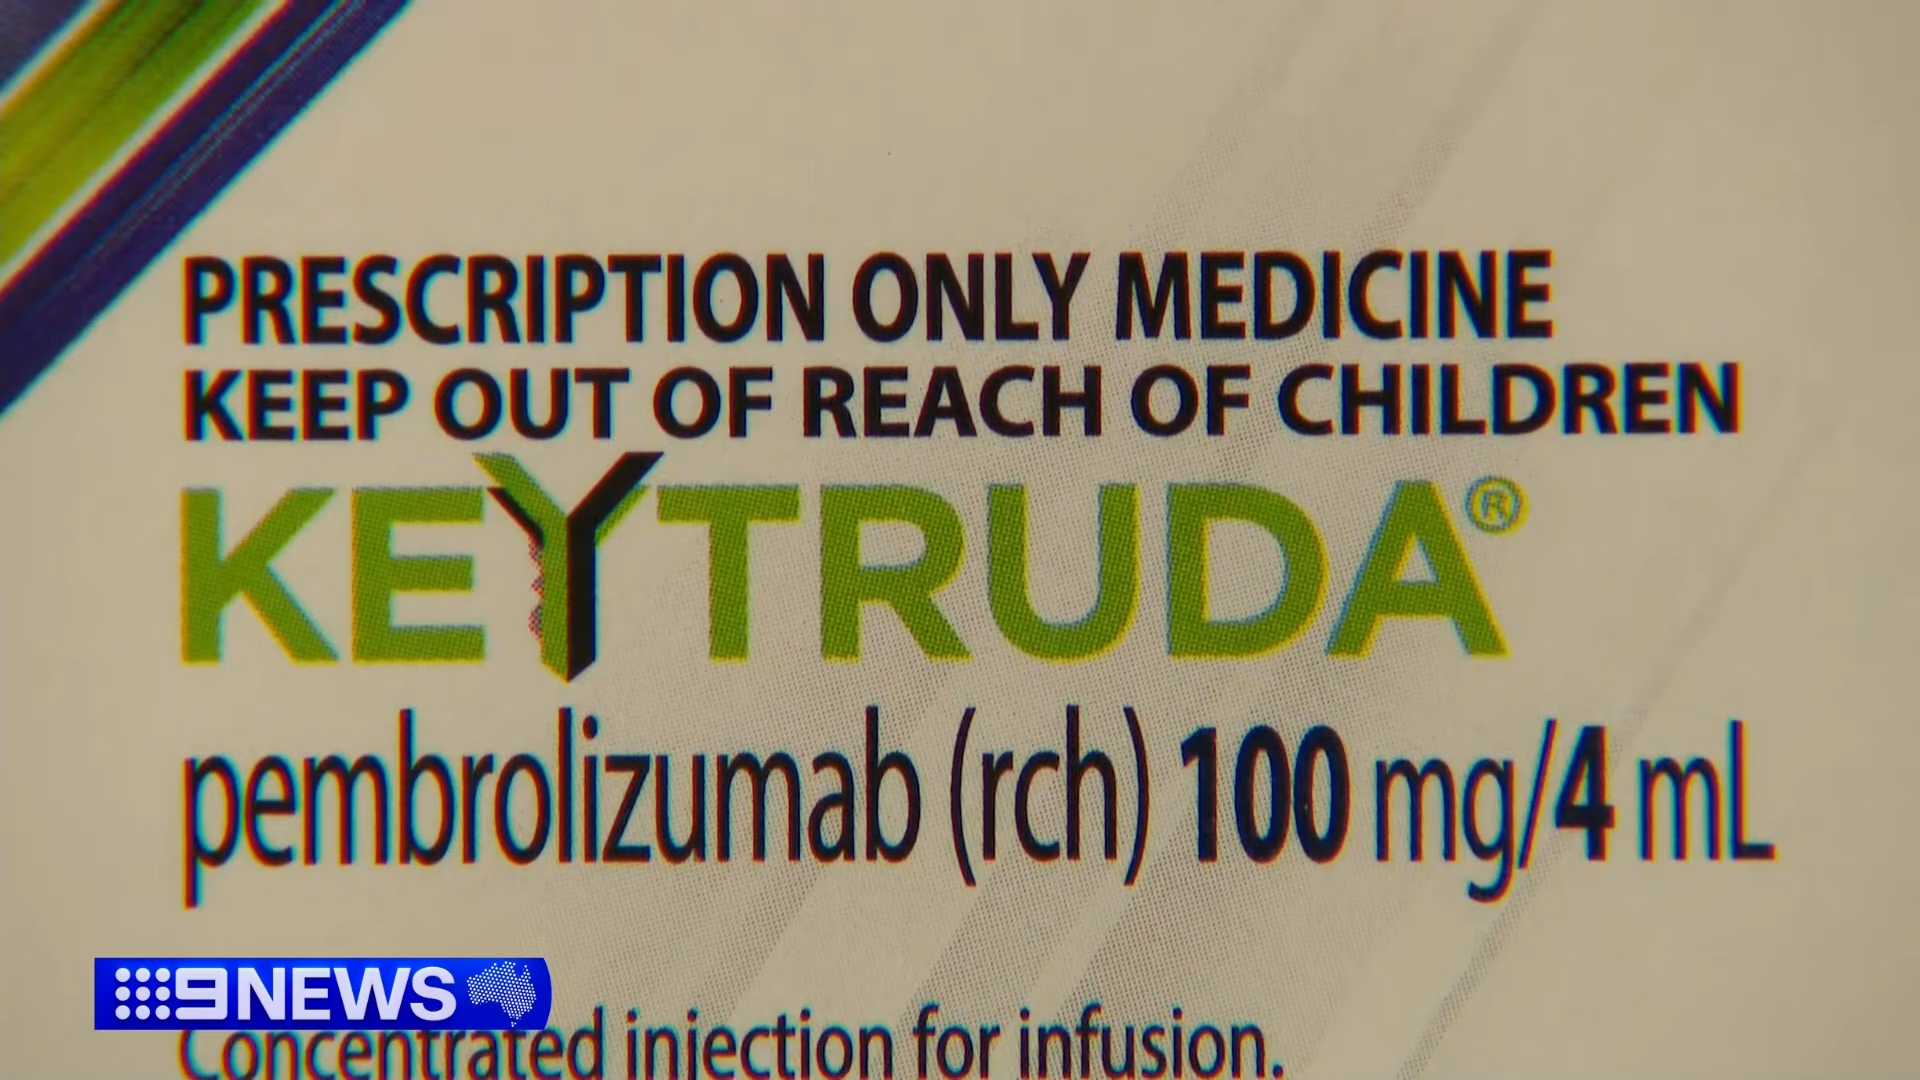 PRESCRIPTION ONLY MEDICINE
KEEP OUT OF REACH OF CHILDREN
KEYTRUDA®
pembrolizumab (rch) 100 mg/4 mL
9NEWS
Concentrated injection for infusion.